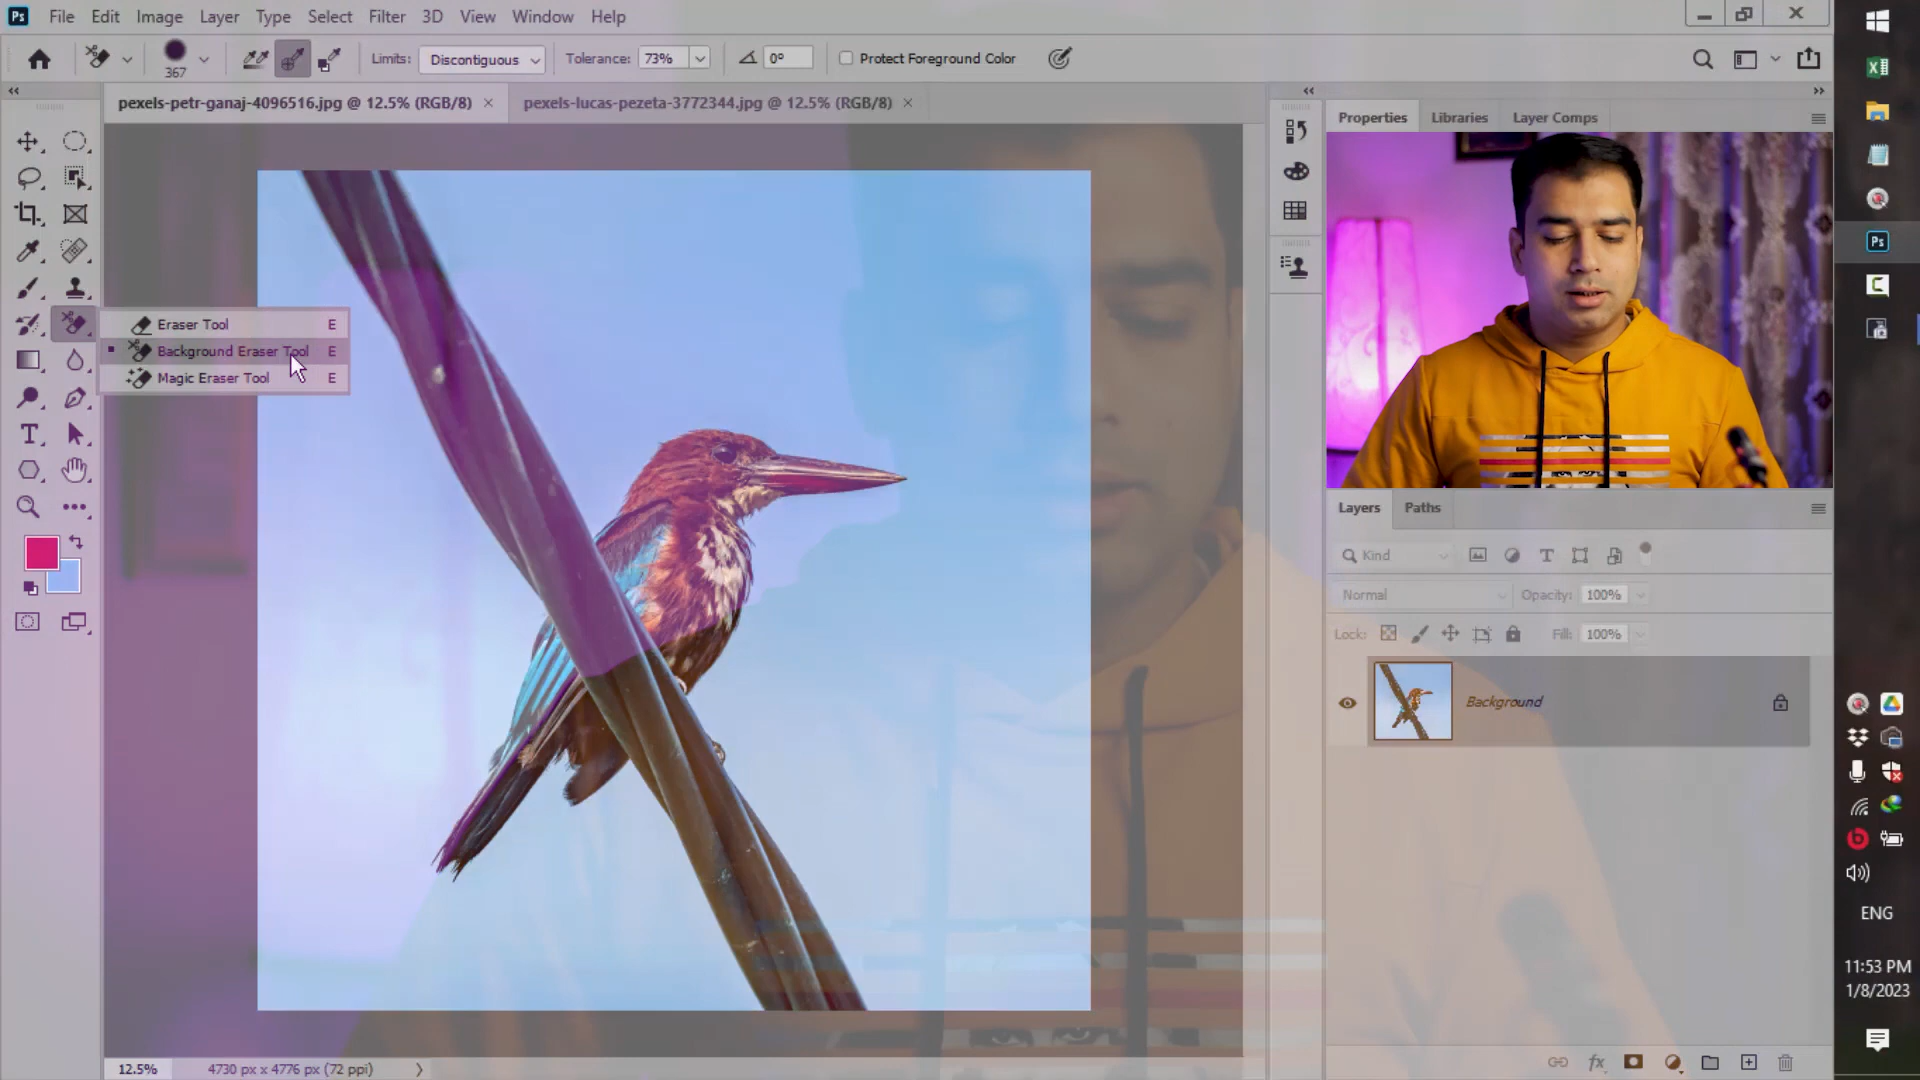 Ps File Edit Image Layer Type Select Filter 3D View Window Help
367 Limits: Discontiguous Tolerance: 73% 0° Protect Foreground Color
pexels-petr-ganaj-4096516.jpg @ 12.5% (RGB/8) × pexels-lucas-pezeta-3772344.jpg @ 12.5% (RGB/8) ×
Properties Libraries Layer Comps
Eraser Tool E
Background Eraser Tool E
Magic Eraser Tool E
Layers Paths
Kind
Normal Opacity: 100%
Lock: Fill: 100%
Background
12.5% 4730 px x 4776 px (72 ppi)
Ps
ENG
11:53 PM
1/8/2023